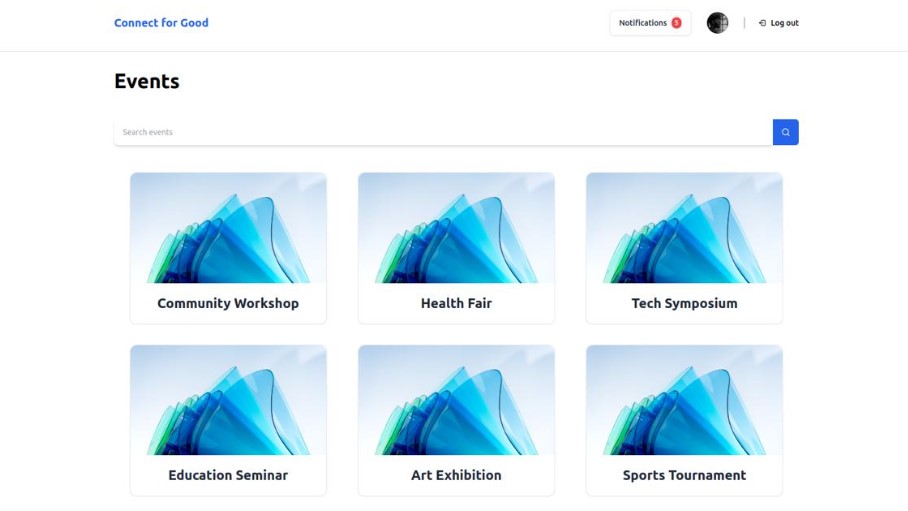 Connect for Good
Notifications 5
Log out
Events
Search events
Community Workshop
Health Fair
Tech Symposium
Education Seminar
Art Exhibition
Sports Tournament